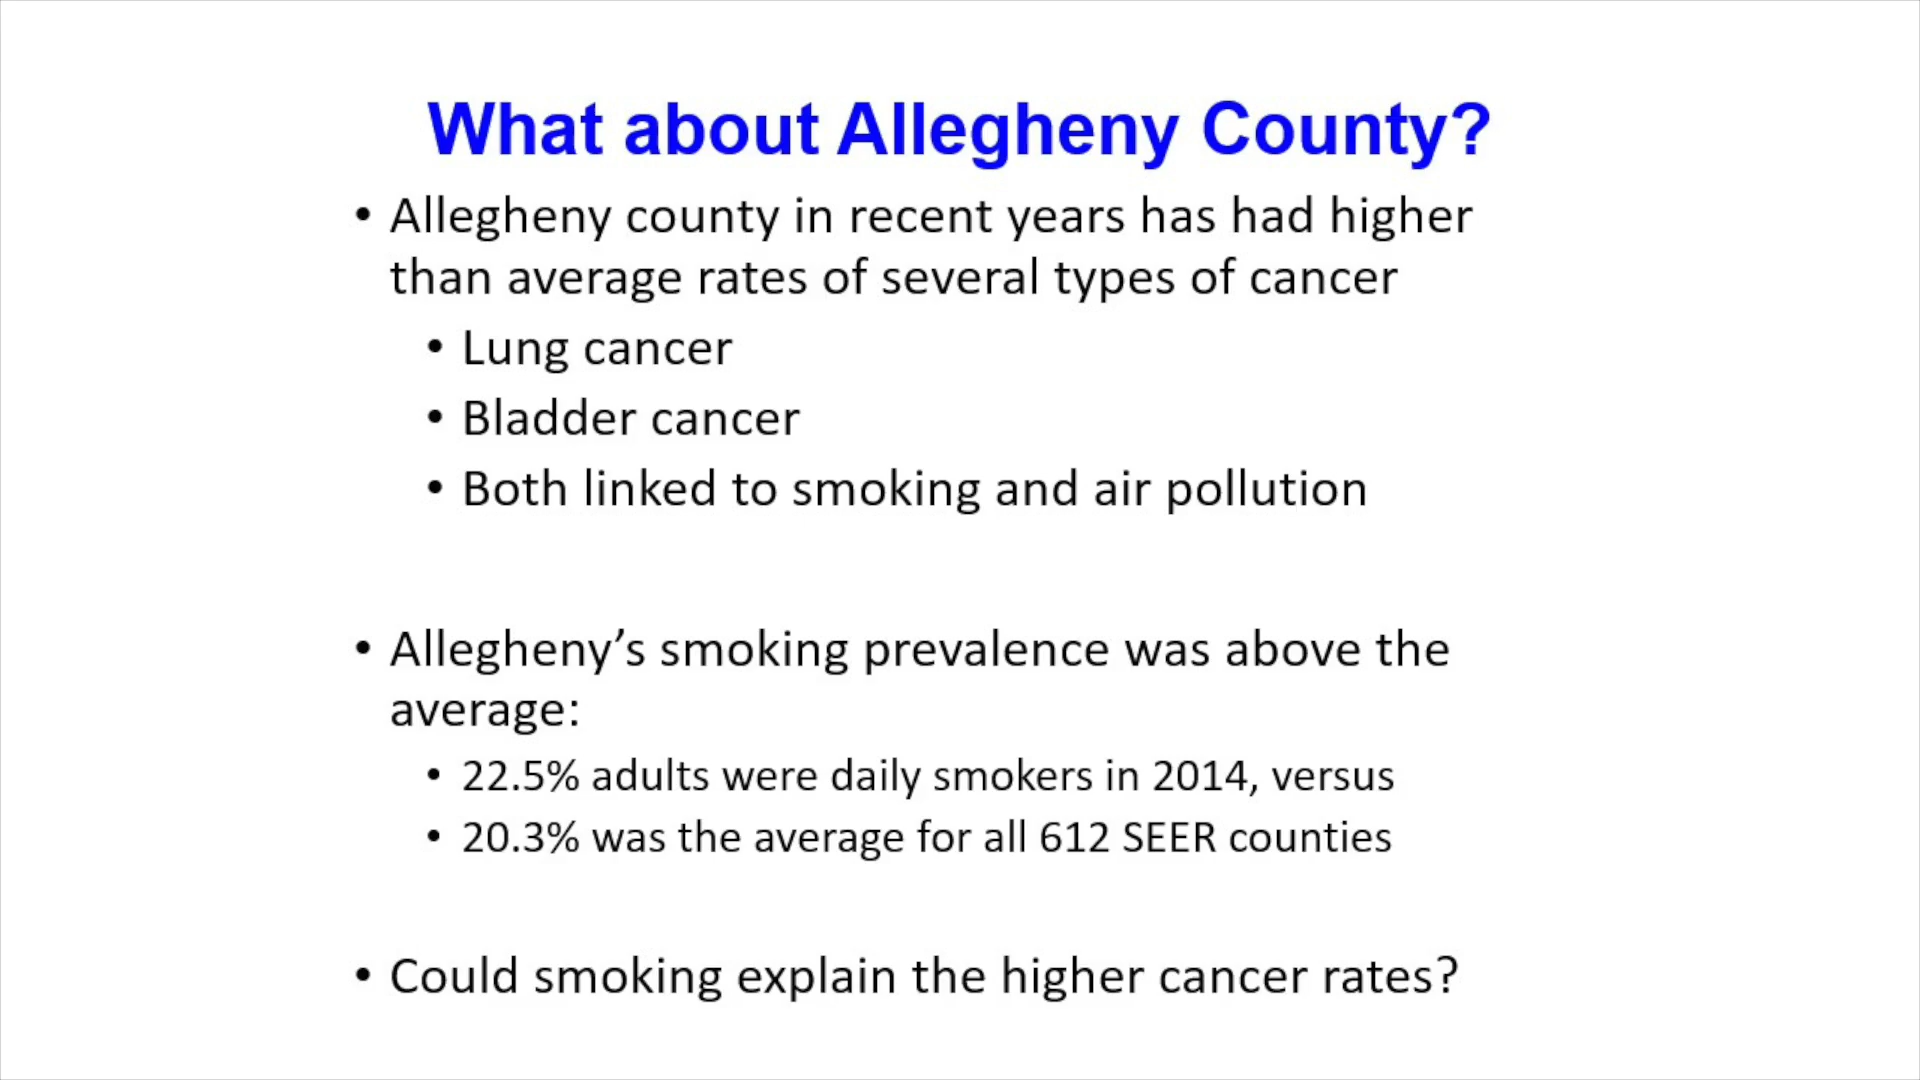 What about Allegheny County?
• Allegheny county in recent years has had higher
than average rates of several types of cancer
• Lung cancer
• Bladder cancer
• Both linked to smoking and air pollution
• Allegheny’s smoking prevalence was above the
average:
• 22.5% adults were daily smokers in 2014, versus
• 20.3% was the average for all 612 SEER counties
• Could smoking explain the higher cancer rates?